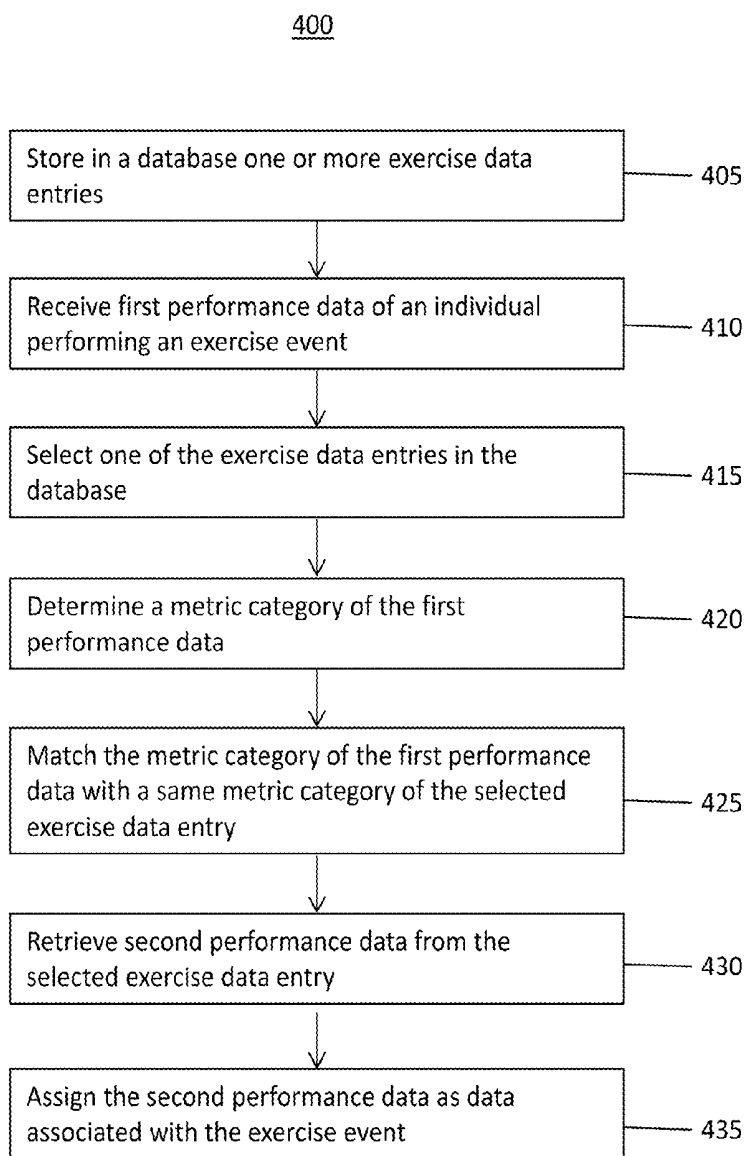 400
Store in a database one or more exercise data
entries
405
Receive first performance data of an individual
performing an exercise event
410
Select one of the exercise data entries in the
database
415
Determine a metric category of the first
performance data
420
Match the metric category of the first performance
data with a same metric category of the selected
exercise data entry
425
Retrieve second performance data from the
selected exercise data entry
430
Assign the second performance data as data
associated with the exercise event
435